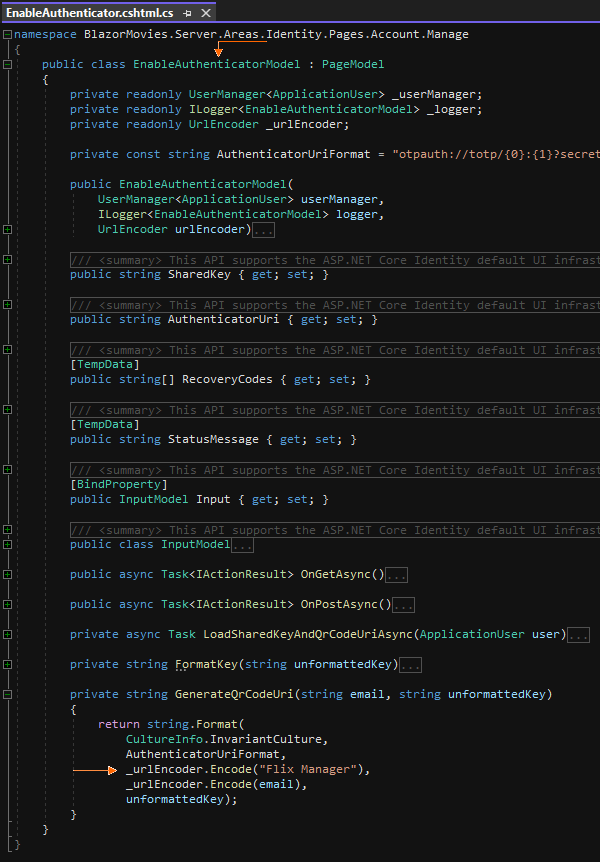 EnableAuthenticator.cshtml.cs
namespace BlazorMovies.Server.Areas.Identity.Pages.Account.Manage
{
public class EnableAuthenticatorModel : PageModel
{
private readonly UserManager<ApplicationUser> _userManager;
private readonly ILogger<EnableAuthenticatorModel> _logger;
private readonly UrlEncoder _urlEncoder;
private const string AuthenticatorUriFormat = "otpauth://totp/{0}:{1}?secret
public EnableAuthenticatorModel(
UserManager<ApplicationUser> userManager,
ILogger<EnableAuthenticatorModel> logger,
UrlEncoder urlEncoder)...
/// <summary> This API supports the ASP.NET Core Identity default UI infrast
public string SharedKey { get; set; }
/// <summary> This API supports the ASP.NET Core Identity default UI infrast
public string AuthenticatorUri { get; set; }
/// <summary> This API supports the ASP.NET Core Identity default UI infrast
[TempData]
public string[] RecoveryCodes { get; set; }
/// <summary> This API supports the ASP.NET Core Identity default UI infrast
[TempData]
public string StatusMessage { get; set; }
/// <summary> This API supports the ASP.NET Core Identity default UI infrast
[BindProperty]
public InputModel Input { get; set; }
/// <summary> This API supports the ASP.NET Core Identity default UI infrast
public class InputModel...
public async Task<IActionResult> OnGetAsync()...
public async Task<IActionResult> OnPostAsync()...
private async Task LoadSharedKeyAndQrCodeUriAsync(ApplicationUser user)...
private string FormatKey(string unformattedKey)...
private string GenerateQrCodeUri(string email, string unformattedKey)
{
return string.Format(
CultureInfo.InvariantCulture,
AuthenticatorUriFormat,
_urlEncoder.Encode("Flix Manager"),
_urlEncoder.Encode(email),
unformattedKey);
}
}
}